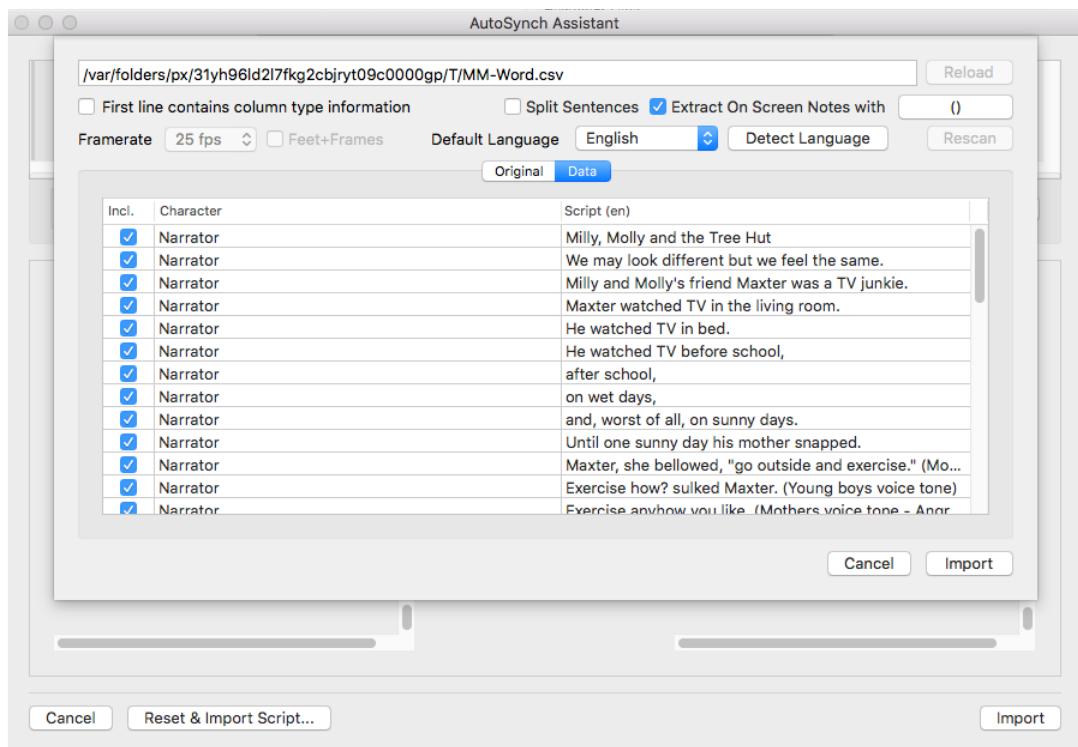 AutoSynch Assistant
/var/folders/px/31yh96ld2l7fkg2cbjryt09c0000gp/T/MM-Word.csv
Reload
First line contains column type information
Split Sentences
Extract On Screen Notes with
()
Framerate
25 fps
Feet+Frames
Default Language
English
Detect Language
Rescan
Original
Data
Incl. Character Script (en)
Narrator Milly, Molly and the Tree Hut
Narrator We may look different but we feel the same.
Narrator Milly and Molly's friend Maxter was a TV junkie.
Narrator Maxter watched TV in the living room.
Narrator He watched TV in bed.
Narrator He watched TV before school,
Narrator after school,
Narrator on wet days,
Narrator and, worst of all, on sunny days.
Narrator Until one sunny day his mother snapped.
Narrator Maxter, she bellowed, "go outside and exercise." (Mo...
Narrator Exercise how? sulked Maxter. (Young boys voice tone)
Narrator Exercise anyhow you like. (Mothers voice tone - Angr
Cancel
Import
Cancel
Reset & Import Script...
Import